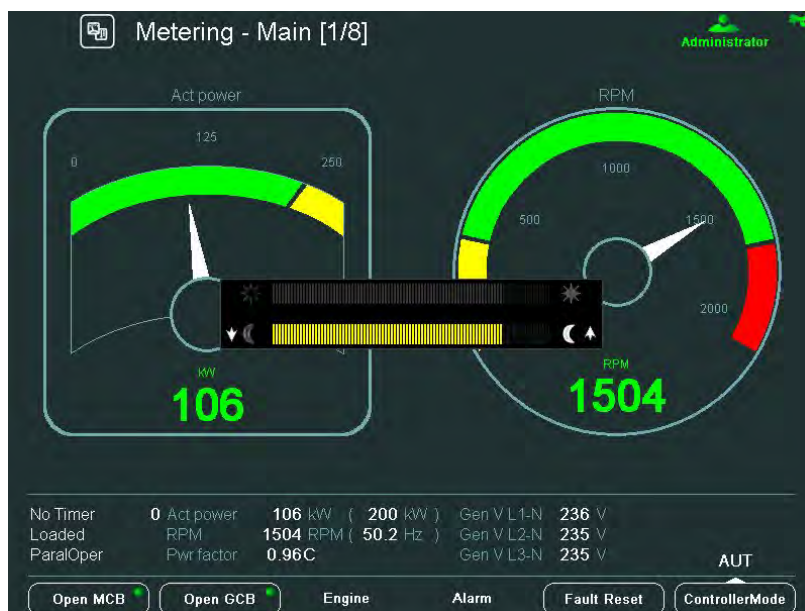 Metering - Main [1/8]
Administrator
Act power
0
125
250
kW
106
RPM
500
1000
1500
2000
RPM
1504
No Timer 0 Act power 106 kW ( 200 kW ) Gen V L1-N 236 V
Loaded RPM 1504 RPM ( 50.2 Hz ) Gen V L2-N 235 V
ParalOper Pwr factor 0.96C Gen V L3-N 235 V
AUT
Open MCB Open GCB Engine Alarm Fault Reset ControllerMode